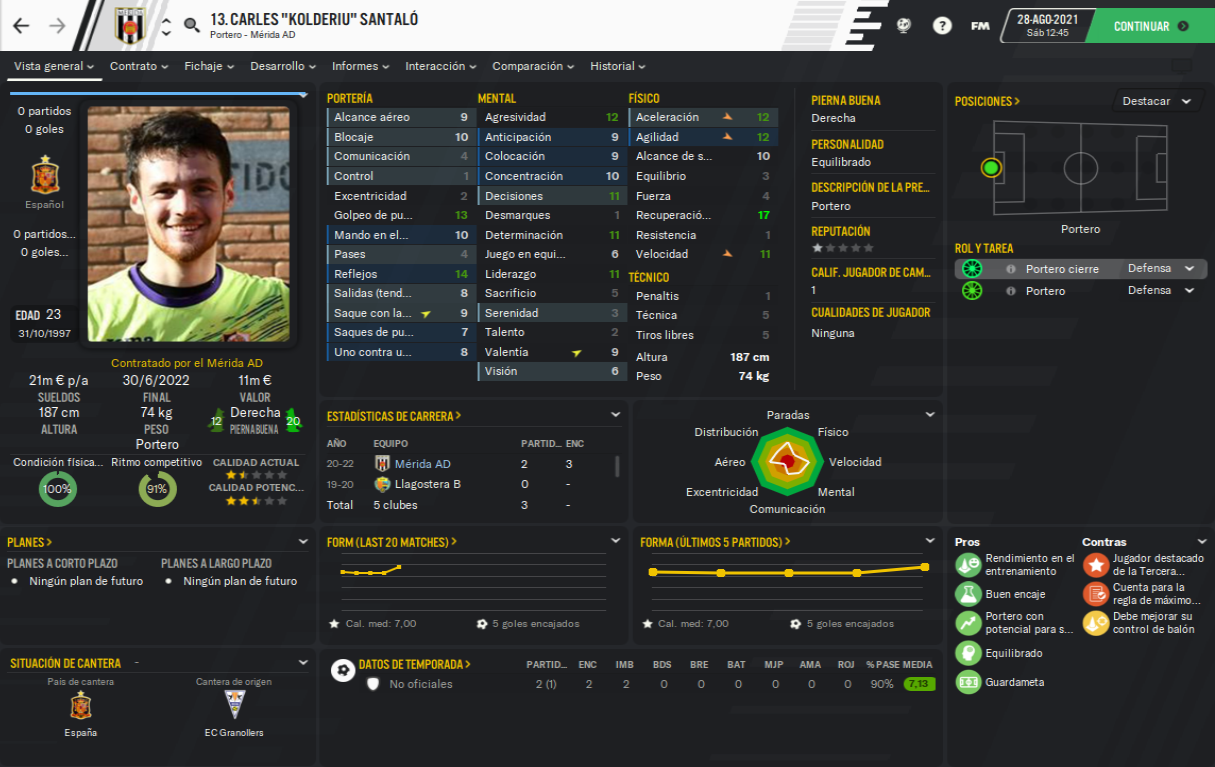 13. CARLES "KOLDERIU" SANTALÓ
Portero - Mérida AD
FM
28-AGO-2021
Sáb 12:45
CONTINUAR
Vista general
Contrato
Fichaje
Desarrollo
Informes
Interacción
Comparación
Historial
0 partidos
0 goles
Español
0 partidos...
0 goles...
EDAD 23
31/10/1997
Contratado por el Mérida AD
21m € p/a
SUELDOS
30/6/2022
FINAL
11m €
VALOR
187 cm
ALTURA
74 kg
PESO
12 Derecha 20
PIERNA BUENA
Portero
Condición física...
100%
Ritmo competitivo
91%
CALIDAD ACTUAL
CALIDAD POTENC...
PORTERÍA
Alcance aéreo 9
Blocaje 10
Comunicación 4
Control 1
Excentricidad 2
Golpeo de pu... 13
Mando en el... 10
Pases 4
Reflejos 14
Salidas (tend... 8
Saque con la... 9
Saques de pu... 7
Uno contra u... 8
MENTAL
Agresividad 12
Anticipación 9
Colocación 9
Concentración 10
Decisiones 11
Desmarques 1
Determinación 11
Juego en equi... 6
Liderazgo 11
Sacrificio 5
Serenidad 3
Talento 2
Valentía 9
Visión 6
FÍSICO
Aceleración 12
Agilidad 12
Alcance de s... 10
Equilibrio 3
Fuerza 4
Recuperació... 17
Resistencia 1
Velocidad 11
TÉCNICO
Penaltis 1
Técnica 5
Tiros libres 5
Altura 187 cm
Peso 74 kg
PIERNA BUENA
Derecha
PERSONALIDAD
Equilibrado
DESCRIPCIÓN DE LA PRE...
Portero
REPUTACIÓN
CALIF. JUGADOR DE CAM...
1
CUALIDADES DE JUGADOR
Ninguna
POSICIONES >
Destacar
Portero
ROL Y TAREA
Portero cierre Defensa
Portero Defensa
ESTADÍSTICAS DE CARRERA >
AÑO EQUIPO PARTID... ENC
20-22 Mérida AD 2 3
19-20 Llagostera B 0 -
Total 5 clubes 3 -
Paradas
Distribución
Físico
Aéreo
Velocidad
Excentricidad
Mental
Comunicación
PLANES >
PLANES A CORTO PLAZO
Ningún plan de futuro
PLANES A LARGO PLAZO
Ningún plan de futuro
FORM (LAST 20 MATCHES) >
Cal. med: 7,00
5 goles encajados
FORMA (ÚLTIMOS 5 PARTIDOS) >
Cal. med: 7,00
5 goles encajados
Pros
Rendimiento en el
entrenamiento
Buen encaje
Portero con
potencial para s...
Equilibrado
Guardameta
Contras
Jugador destacado
de la Tercera...
Cuenta para la
regla de máximo...
Debe mejorar su
control de balón
SITUACIÓN DE CANTERA -
País de cantera
España
Cantera de origen
EC Granollers
DATOS DE TEMPORADA > PARTID... ENC IMB BDS BRE BAT MJP AMA ROJ % PASE MEDIA
No oficiales 2 (1) 2 2 0 0 0 0 0 0 90% 7,13